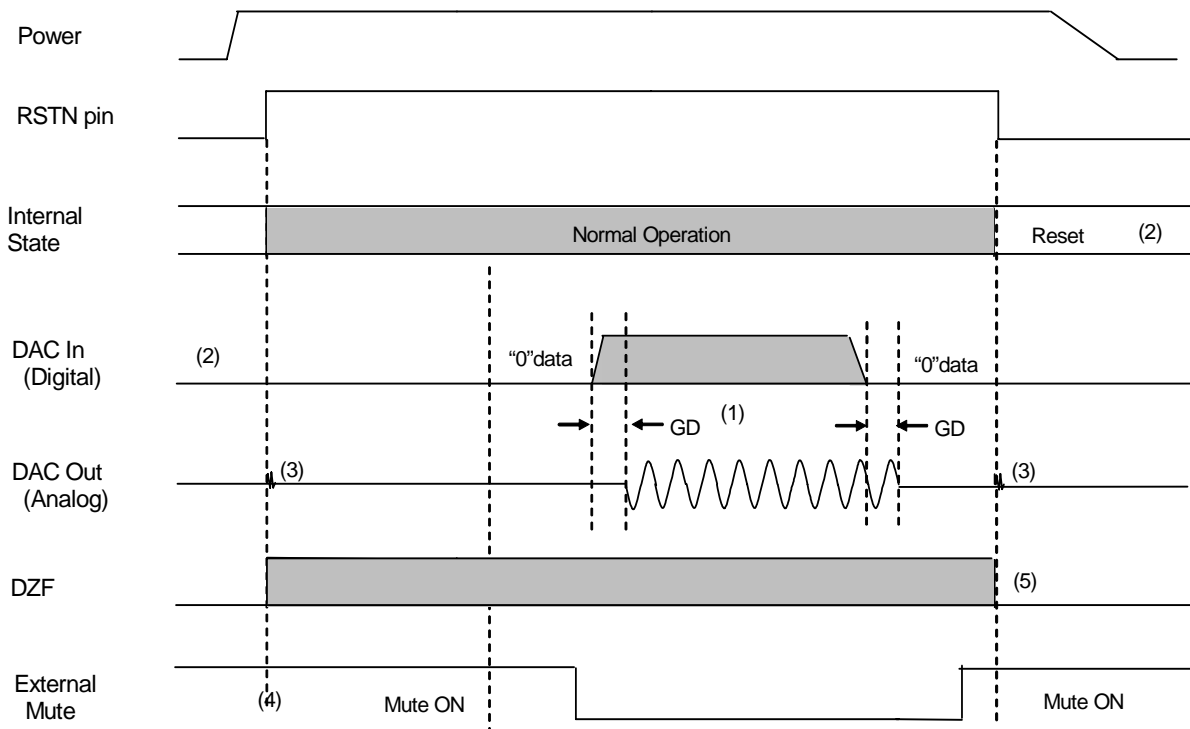 Power
RSTN pin
Internal
State
Normal Operation
Reset
(2)
DAC In
(Digital)
(2)
“0”data
“0”data
(1)
GD
GD
DAC Out
(Analog)
(3)
(3)
DZF
(5)
External
Mute
(4)
Mute ON
Mute ON